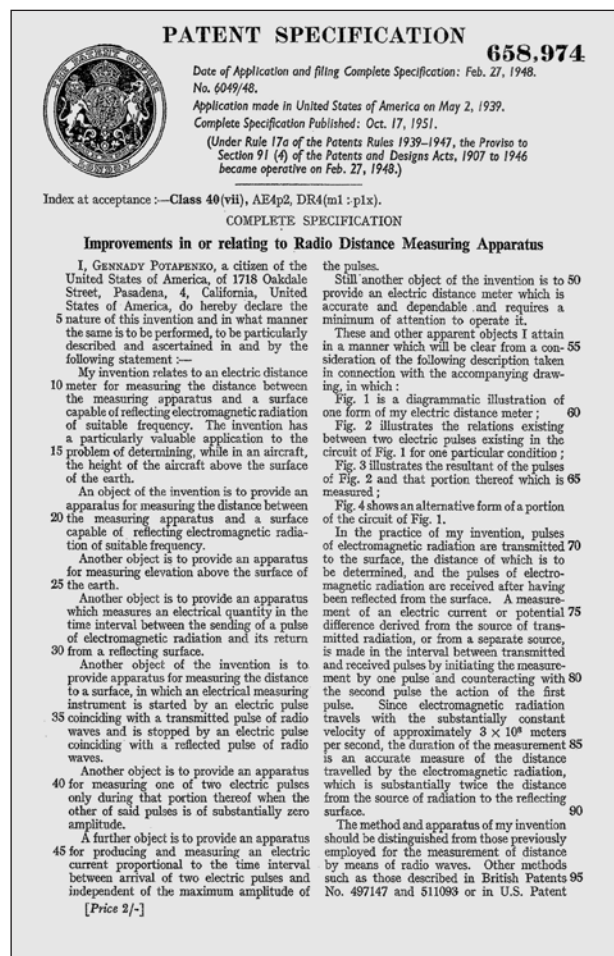 PATENT SPECIFICATION
658,974
THE PATENT OFFICE
LONDON
Date of Application and filing Complete Specification: Feb. 27, 1948.
No. 6049/48.
Application made in United States of America on May 2, 1939.
Complete Specification Published: Oct. 17, 1951.
(Under Rule 17a of the Patents Rules 1939–1947, the Proviso to
Section 91 (4) of the Patents and Designs Acts, 1907 to 1946
became operative on Feb. 27, 1948.)
Index at acceptance :—Class 40(vii), AE4p2, DR4(m1 : p1x).
COMPLETE SPECIFICATION
Improvements in or relating to Radio Distance Measuring Apparatus
I, GENNADY POTAPENKO, a citizen of the
United States of America, of 1718 Oakdale
Street, Pasadena, 4, California, United
States of America, do hereby declare the
5 nature of this invention and in what manner
the same is to be performed, to be particularly
described and ascertained in and by the
following statement :—
My invention relates to an electric distance
10 meter for measuring the distance between
the measuring apparatus and a surface
capable of reflecting electromagnetic radiation
of suitable frequency. The invention has
a particularly valuable application to the
15 problem of determining, while in an aircraft,
the height of the aircraft above the surface
of the earth.
An object of the invention is to provide an
apparatus for measuring the distance between
20 the measuring apparatus and a surface
capable of reflecting electromagnetic radia-
tion of suitable frequency.
Another object is to provide an apparatus
for measuring elevation above the surface of
25 the earth.
Another object is to provide an apparatus
which measures an electrical quantity in the
time interval between the sending of a pulse
of electromagnetic radiation and its return
30 from a reflecting surface.
Another object of the invention is to
provide apparatus for measuring the distance
to a surface, in which an electrical measuring
instrument is started by an electric pulse
35 coinciding with a transmitted pulse of radio
waves and is stopped by an electric pulse
coinciding with a reflected pulse of radio
waves.
Another object is to provide an apparatus
40 for measuring one of two electric pulses
only during that portion thereof when the
other of said pulses is of substantially zero
amplitude.
A further object is to provide an apparatus
45 for producing and measuring an electric
current proportional to the time interval
between arrival of two electric pulses and
independent of the maximum amplitude of
[Price 2/-]
the pulses.
Still another object of the invention is to 50
provide an electric distance meter which is
accurate and dependable and requires a
minimum of attention to operate it.
These and other apparent objects I attain
in a manner which will be clear from a con- 55
sideration of the following description taken
in connection with the accompanying draw-
ing, in which :
Fig. 1 is a diagrammatic illustration of
one form of my electric distance meter ; 60
Fig. 2 illustrates the relations existing
between two electric pulses existing in the
circuit of Fig. 1 for one particular condition ;
Fig. 3 illustrates the resultant of the pulses
of Fig. 2 and that portion thereof which is 65
measured ;
Fig. 4 shows an alternative form of a portion
of the circuit of Fig. 1.
In the practice of my invention, pulses
of electromagnetic radiation are transmitted 70
to the surface, the distance of which is to
be determined, and the pulses of electro-
magnetic radiation are received after having
been reflected from the surface. A measure-
ment of an electric current or potential 75
difference derived from the source of trans-
mitted radiation, or from a separate source,
is made in the interval between transmitted
and received pulses by initiating the measure-
ment by one pulse and counteracting with 80
the second pulse the action of the first
pulse. Since electromagnetic radiation
travels with the substantially constant
velocity of approximately 3 × 10⁸ meters
per second, the duration of the measurement 85
is an accurate measure of the distance
travelled by the electromagnetic radiation,
which is substantially twice the distance
from the source of radiation to the reflecting
surface. 90
The method and apparatus of my invention
should be distinguished from those previously
employed for the measurement of distance
by means of radio waves. Other methods
such as those described in British Patents 95
No. 497147 and 511093 or in U.S. Patent